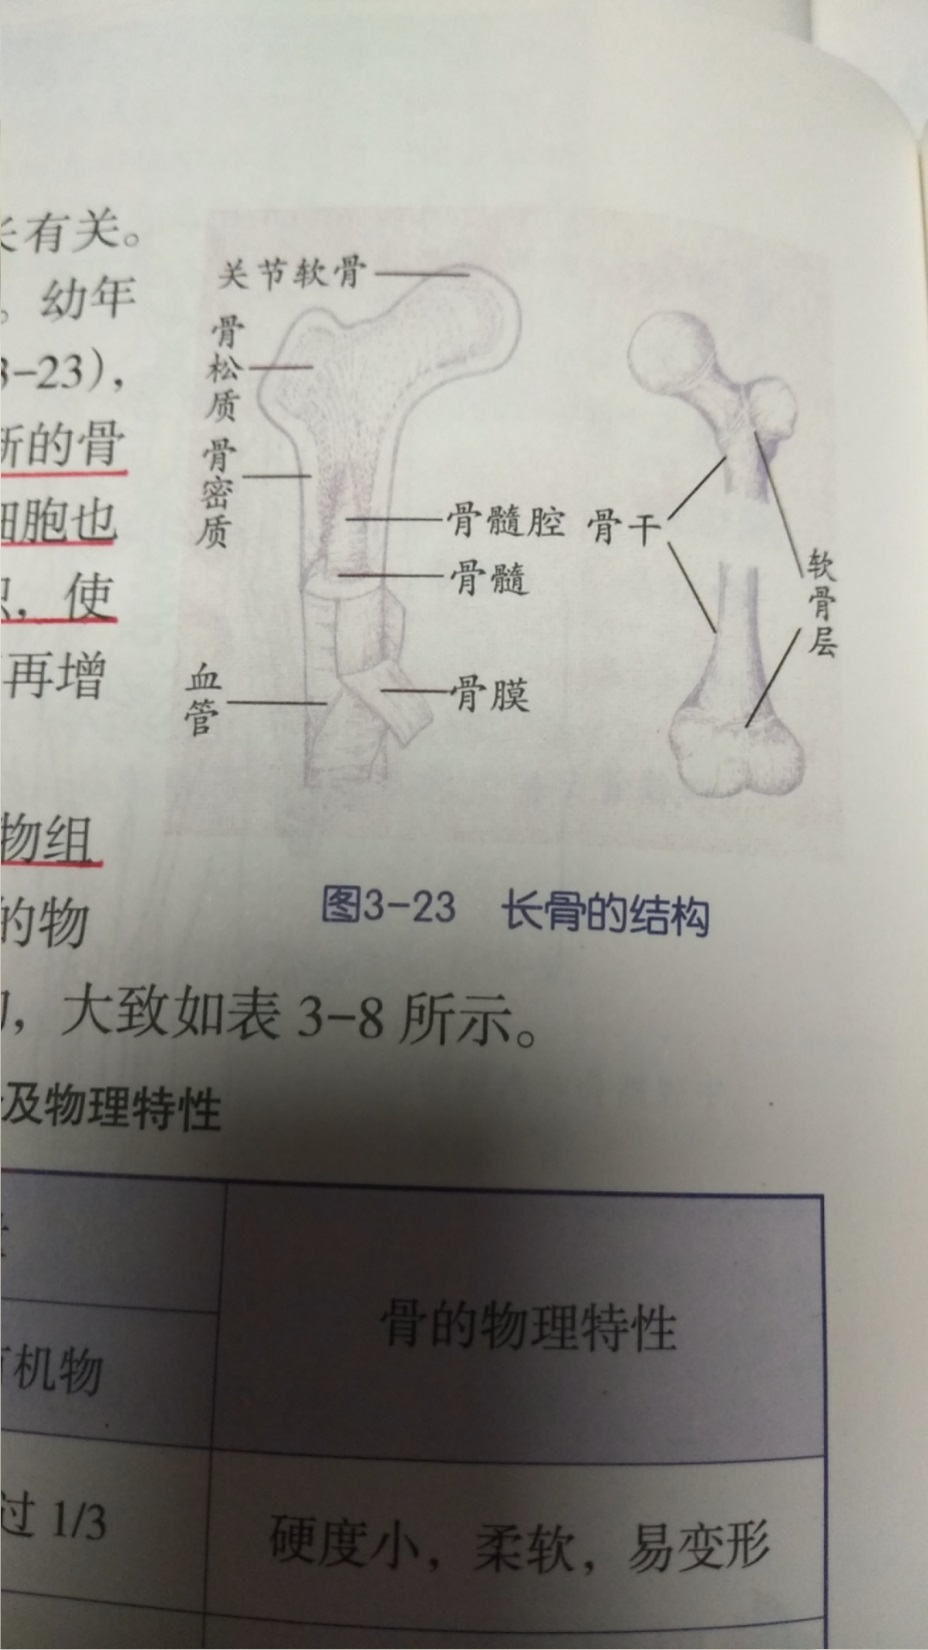 长有关。
。幼年
3-23),
新的骨
细胞也
，使
再增
物组
的物
，大致如表 3-8 所示。
关节软骨
骨松质
骨密质
骨髓腔
骨髓
血管
骨膜
骨干
软骨层
图3-23 长骨的结构
及物理特性
骨的物理特性
有机物
过 1/3
硬度小，柔软，易变形